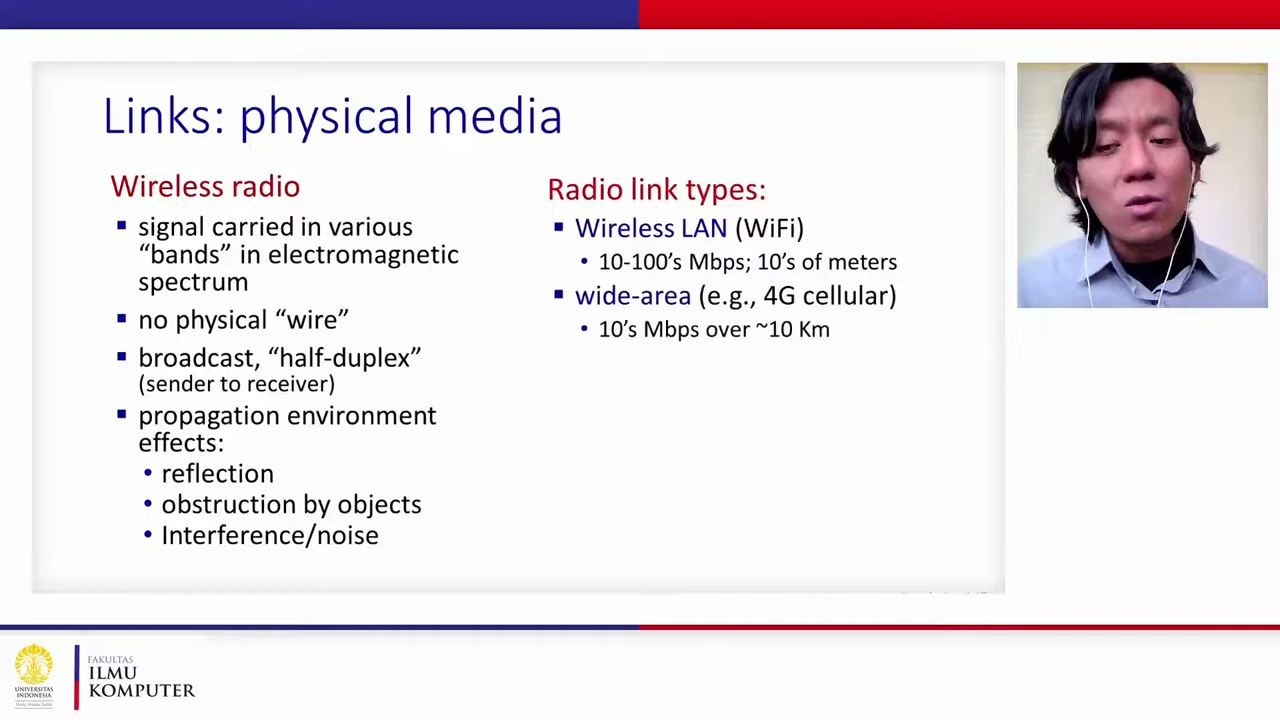 Links: physical media
Wireless radio
▪ signal carried in various
“bands” in electromagnetic
spectrum
▪ no physical “wire”
▪ broadcast, “half-duplex”
(sender to receiver)
▪ propagation environment
effects:
• reflection
• obstruction by objects
• Interference/noise
Radio link types:
▪ Wireless LAN (WiFi)
• 10-100’s Mbps; 10’s of meters
▪ wide-area (e.g., 4G cellular)
• 10’s Mbps over ~10 Km
UNIVERSITAS
INDONESIA
FAKULTAS
ILMU
KOMPUTER